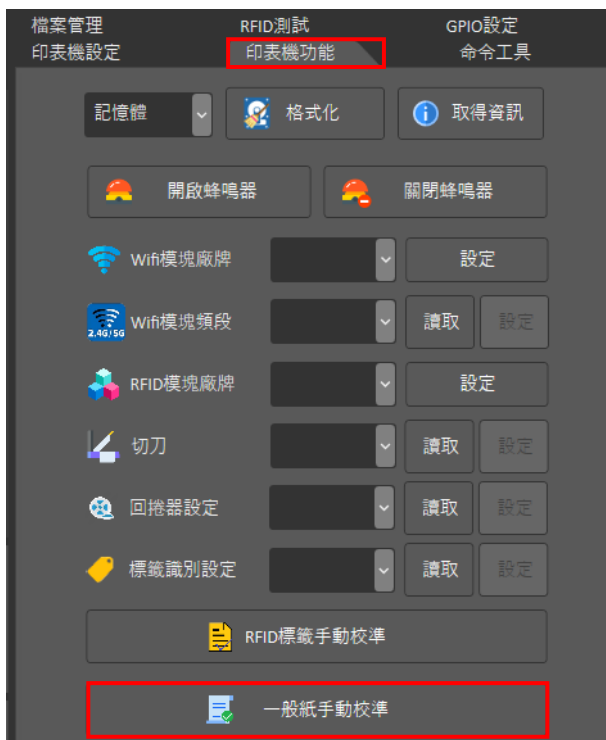 檔案管理 RFID測試 GPIO設定
印表機設定 印表機功能 命令工具
記憶體 格式化 取得資訊
開啟蜂鳴器 關閉蜂鳴器
Wifi模塊廠牌 設定
2.4G/5G Wifi模塊頻段 讀取 設定
RFID模塊廠牌 設定
切刀 讀取 設定
回捲器設定 讀取 設定
標籤識別設定 讀取 設定
RFID標籤手動校準
一般紙手動校準